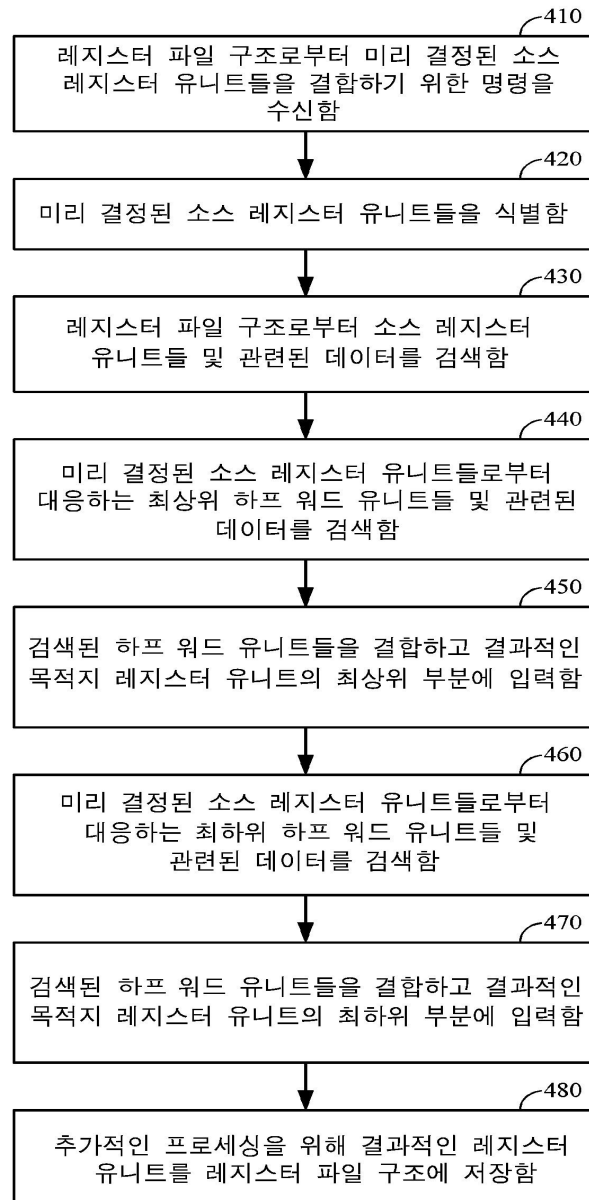 410
레지스터 파일 구조로부터 미리 결정된 소스
레지스터 유니트들을 결합하기 위한 명령을
수신함
420
미리 결정된 소스 레지스터 유니트들을 식별함
430
레지스터 파일 구조로부터 소스 레지스터
유니트들 및 관련된 데이터를 검색함
440
미리 결정된 소스 레지스터 유니트들로부터
대응하는 최상위 하프 워드 유니트들 및 관련된
데이터를 검색함
450
검색된 하프 워드 유니트들을 결합하고 결과적인
목적지 레지스터 유니트의 최상위 부분에 입력함
460
미리 결정된 소스 레지스터 유니트들로부터
대응하는 최하위 하프 워드 유니트들 및
관련된 데이터를 검색함
470
검색된 하프 워드 유니트들을 결합하고 결과적인
목적지 레지스터 유니트의 최하위 부분에 입력함
480
추가적인 프로세싱을 위해 결과적인 레지스터
유니트를 레지스터 파일 구조에 저장함